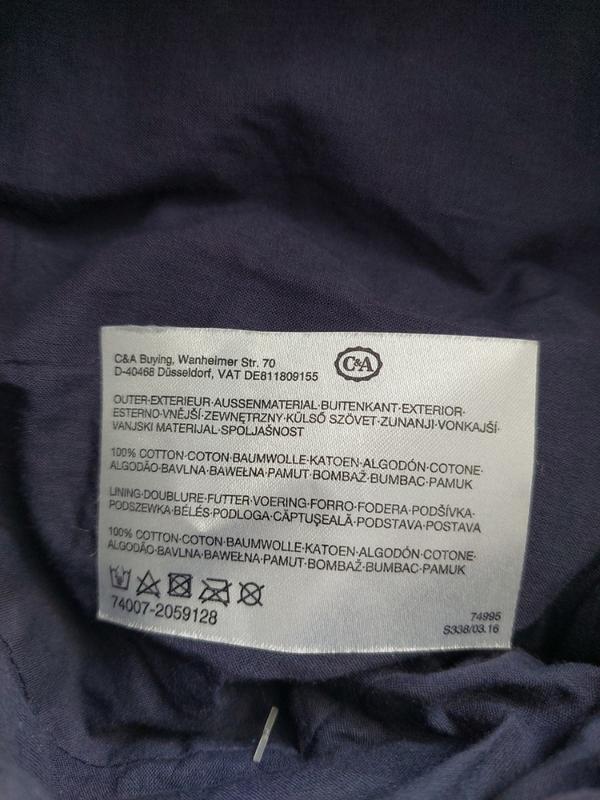 C&A Buying, Wanheimer Str. 70
D-40468 Düsseldorf, VAT DE811809155
C&A
OUTER·EXTERIEUR·AUSSENMATERIAL·BUITENKANT·EXTERIOR·
ESTERNO·VNĚJŠÍ·ZEWNĘTRZNY·KÜLSŐ SZÖVET·ZUNANJI·VONKAJŠÍ·
VANJSKI MATERIJAL·SPOLJAŠNOST
100% COTTON·COTON·BAUMWOLLE·KATOEN·ALGODÓN·COTONE·
ALGODÃO·BAVLNA·BAWEŁNA·PAMUT·BOMBAŽ·BUMBAC·PAMUK
LINING·DOUBLURE·FUTTER·VOERING·FORRO·FODERA·PODŠÍVKA·
PODSZEWKA·BÉLÉS·PODLOGA·CĂPTUŞEALĂ·PODSTAVA·POSTAVA
100% COTTON·COTON·BAUMWOLLE·KATOEN·ALGODÓN·COTONE·
ALGODÃO·BAVLNA·BAWEŁNA·PAMUT·BOMBAŽ·BUMBAC·PAMUK
74007-2059128
74995
S338/03.16